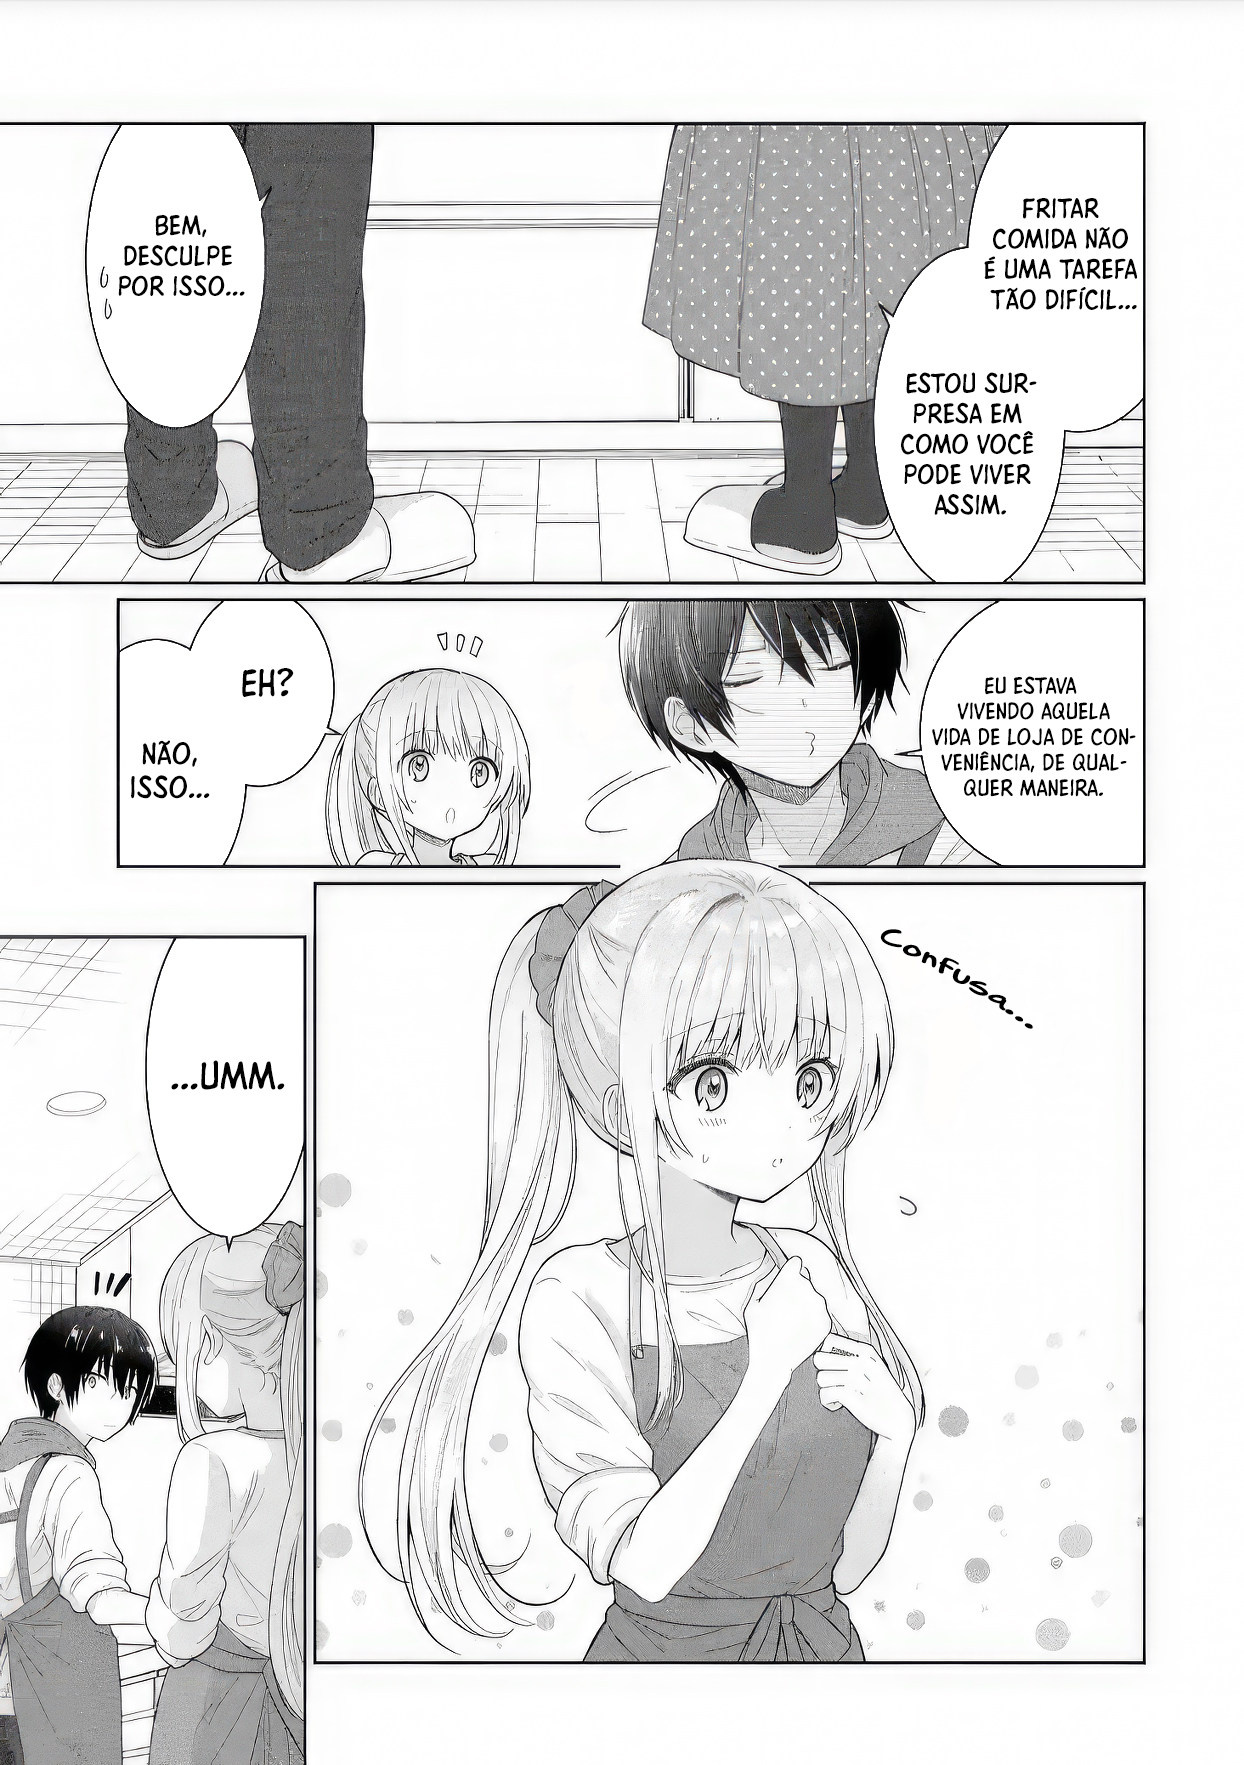 FRITAR
COMIDA NÃO
É UMA TAREFA
TÃO DIFÍCIL...
ESTOU SUR-
PRESA EM
COMO VOCÊ
PODE VIVER
ASSIM.
BEM,
DESCULPE
POR ISSO...
EU ESTAVA
VIVENDO AQUELA
VIDA DE LOJA DE CON-
VENIÊNCIA, DE QUAL-
QUER MANEIRA.
EH?
NÃO,
ISSO...
Confusa...
...UMM.